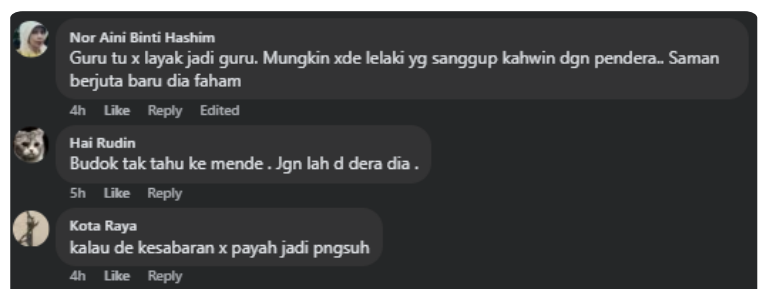 Nor Aini Binti Hashim
Guru tu x layak jadi guru. Mungkin xde lelaki yg sanggup kahwin dgn pendera.. Saman
berjuta baru dia faham
4h Like Reply Edited
Hai Rudin
Budok tak tahu ke mende . Jgn lah d dera dia .
5h Like Reply
Kota Raya
kalau de kesabaran x payah jadi pngsuh
4h Like Reply